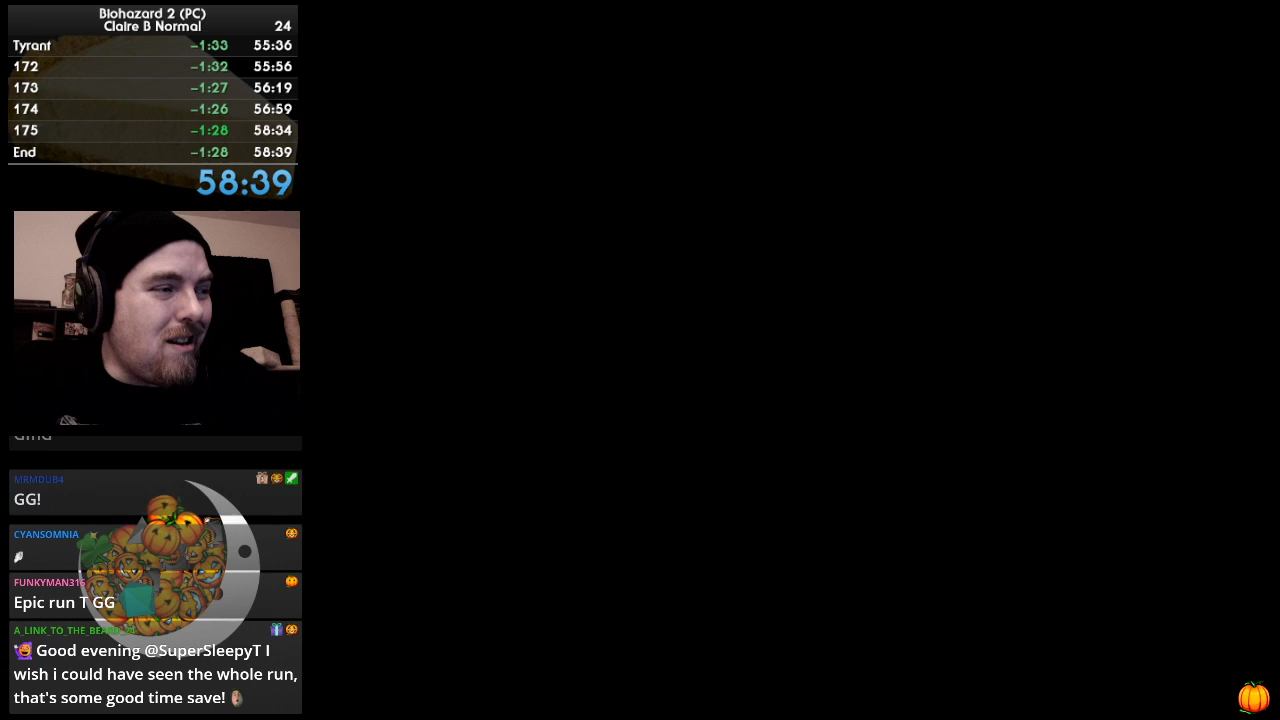 Biohazard 2 (PC)
Claire B Normal 24
Tyrant -1:33 55:36
172 -1:32 55:56
173 -1:27 56:19
174 -1:26 56:59
175 -1:28 58:34
End -1:28 58:39
58:39
MRMDUB4
GG!
CYANSOMNIA
FUNKYMAN315
Epic run T GG
Good evening @SuperSleepyT I
wish i could have seen the whole run,
that's some good time save!